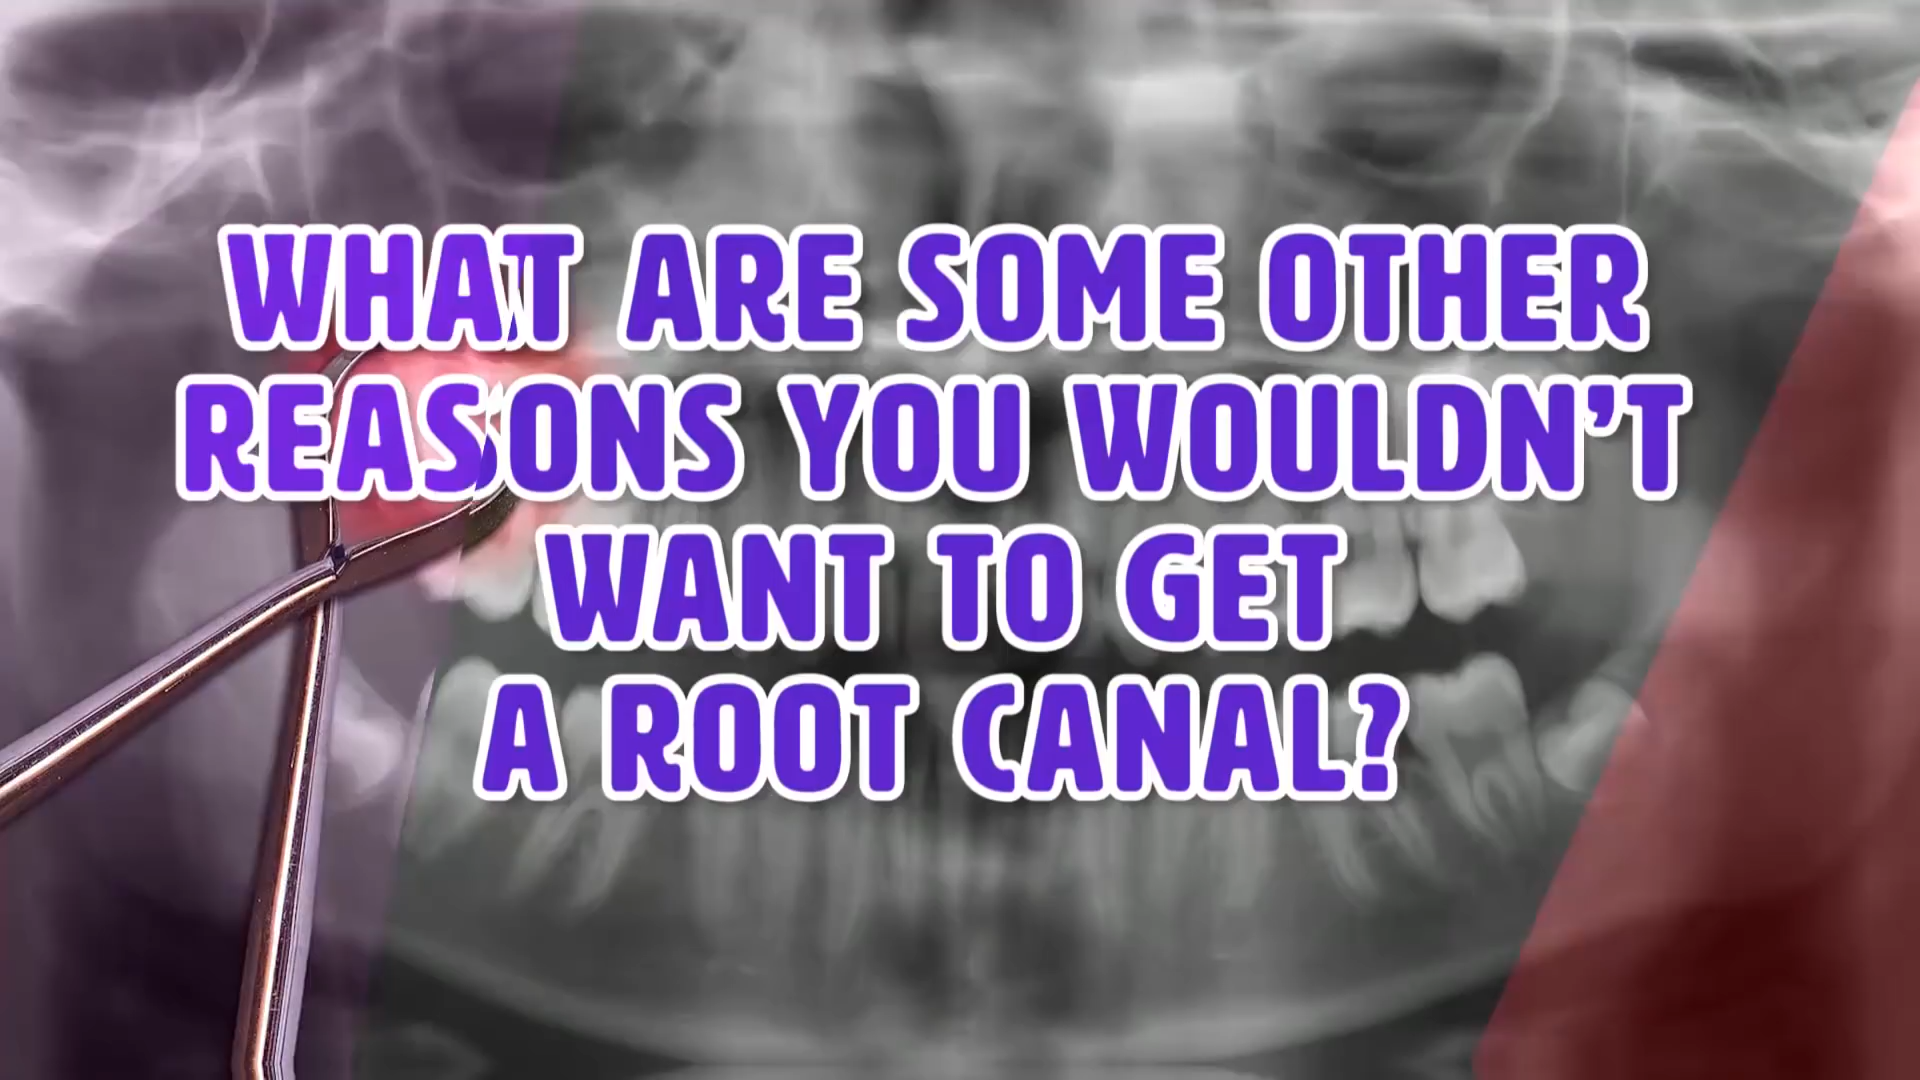 WHAT ARE SOME OTHER
REASONS YOU WOULDN'T
WANT TO GET
A ROOT CANAL?